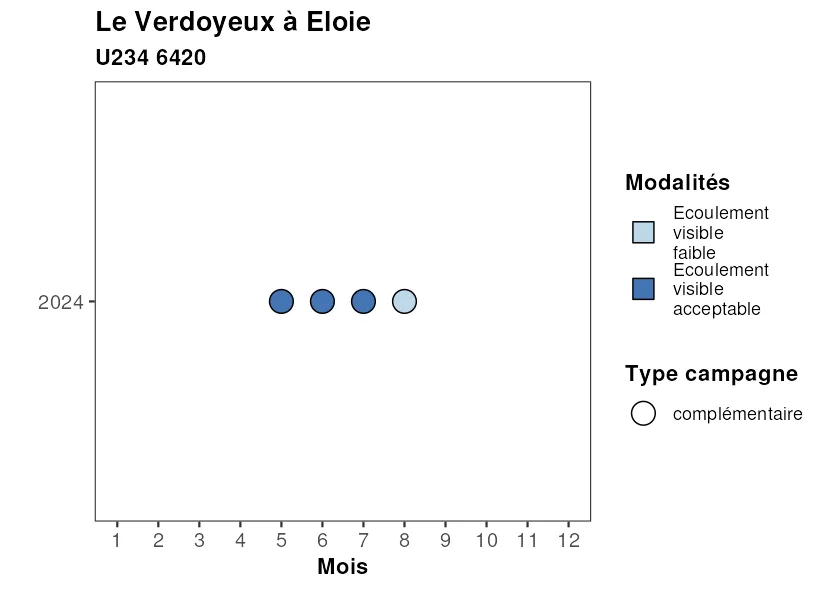 Le Verdoyeux à Eloie
U234 6420
Modalités
Ecoulement
visible
faible
Ecoulement
visible
acceptable
2024
Type campagne
complémentaire
1 2 3 4 5 6 7 8 9 10 11 12
Mois